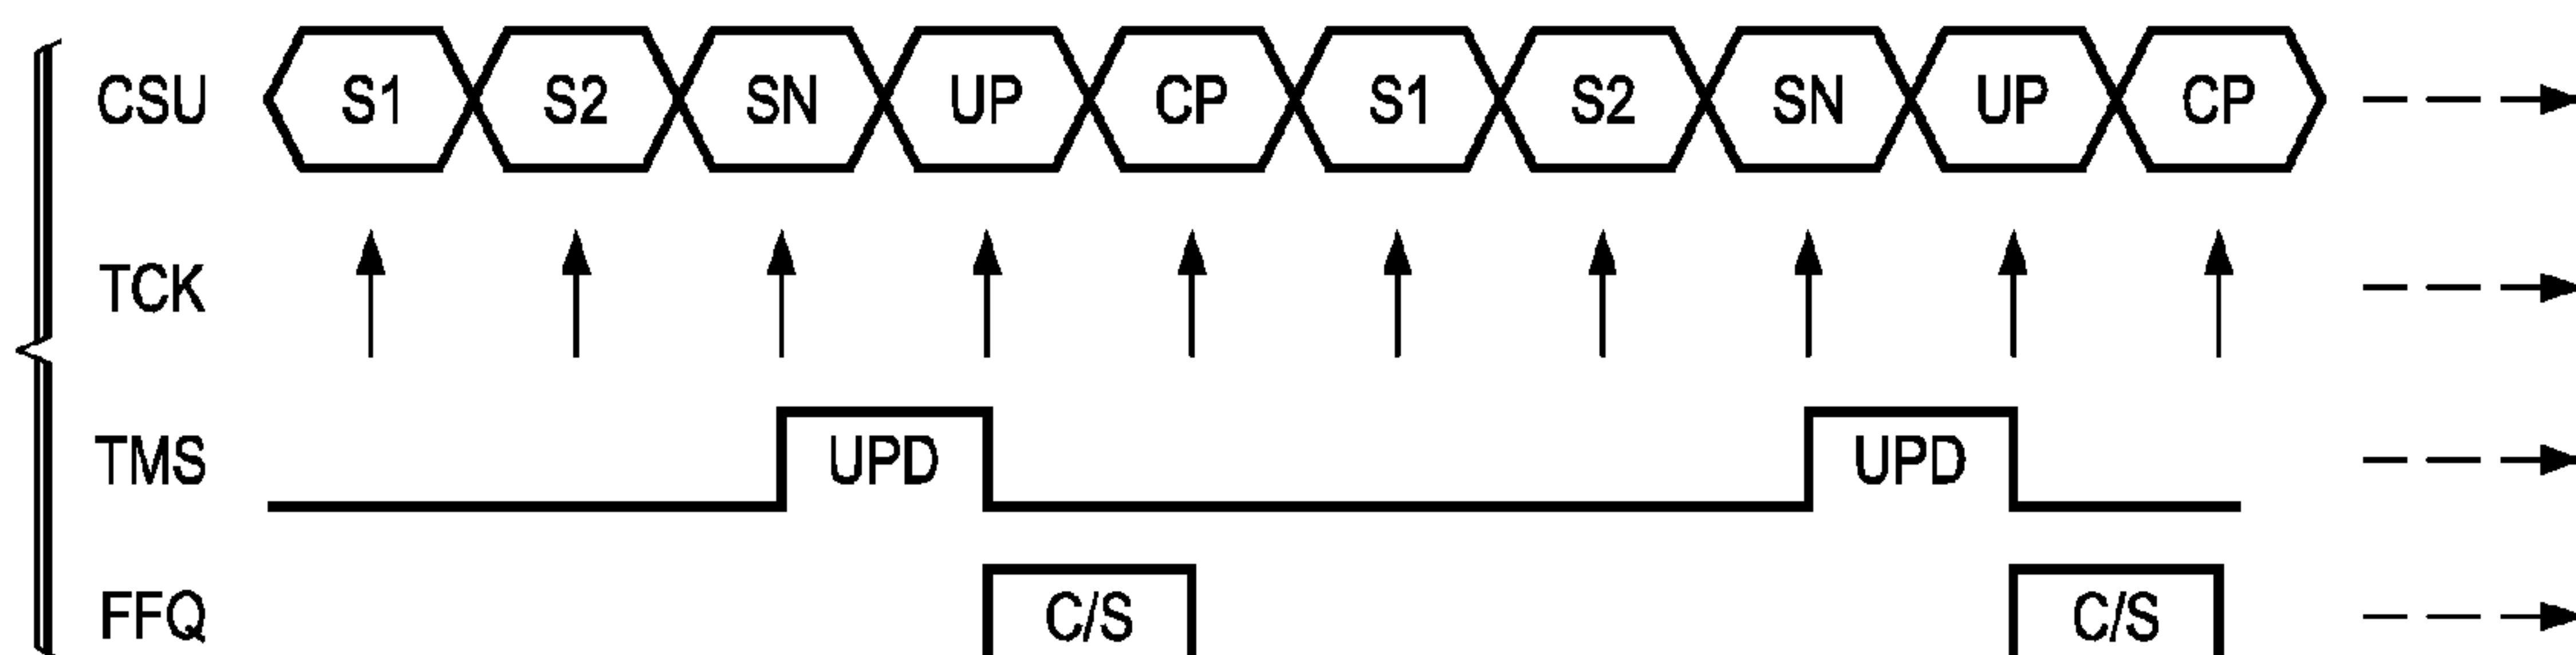 CSU S1 S2 SN UP CP S1 S2 SN UP CP
TCK
TMS UPD UPD
FFQ C/S C/S